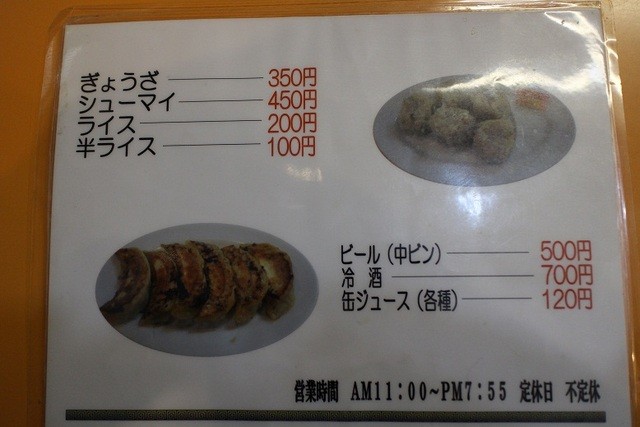 ぎょうざ 350円
シューマイ 450円
ライス 200円
半ライス 100円
ビール（中ビン） 500円
冷酒 700円
缶ジュース（各種） 120円
営業時間 AM11：00～PM7：55 定休日 不定休